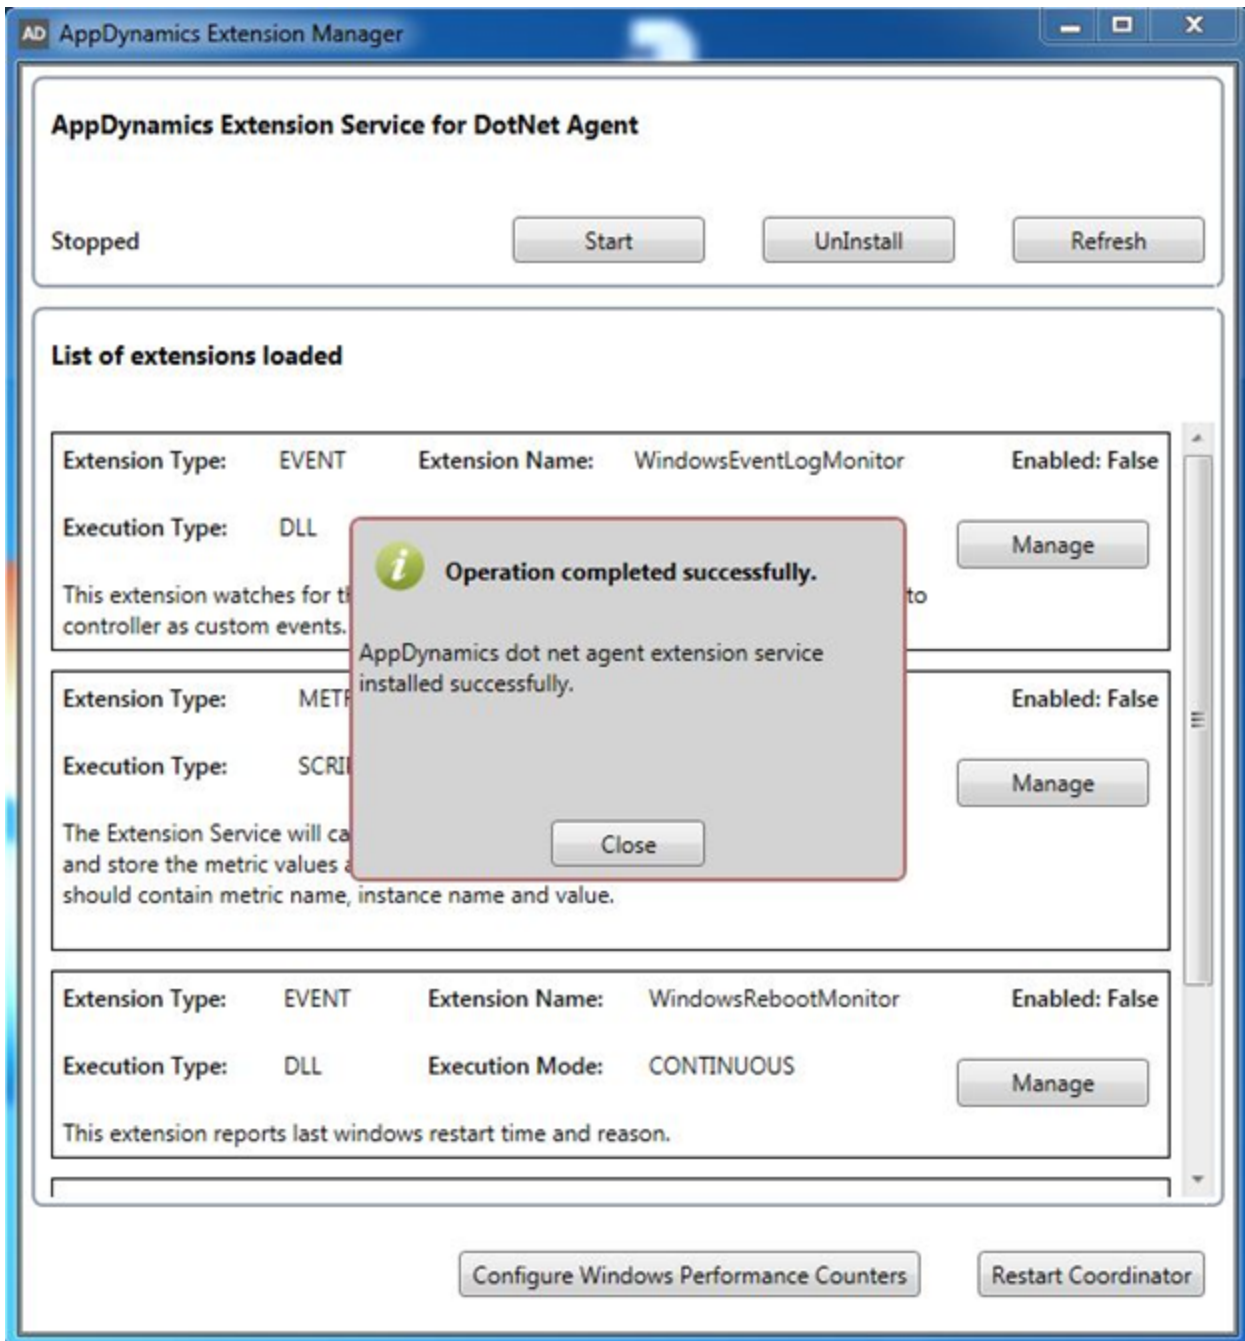 AD AppDynamics Extension Manager
AppDynamics Extension Service for DotNet Agent
Stopped Start UnInstall Refresh
List of extensions loaded
Extension Type: EVENT Extension Name: WindowsEventLogMonitor Enabled: False
Execution Type: DLL Manage
This extension watches for to
controller as custom events.
Operation completed successfully.
AppDynamics dot net agent extension service
installed successfully.
Close
Extension Type: Enabled: False
Execution Type: Manage
The Extension Service will
and store the metric values
should contain metric name, instance name and value.
Extension Type: EVENT Extension Name: WindowsRebootMonitor Enabled: False
Execution Type: DLL Execution Mode: CONTINUOUS Manage
This extension reports last windows restart time and reason.
Configure Windows Performance Counters Restart Coordinator